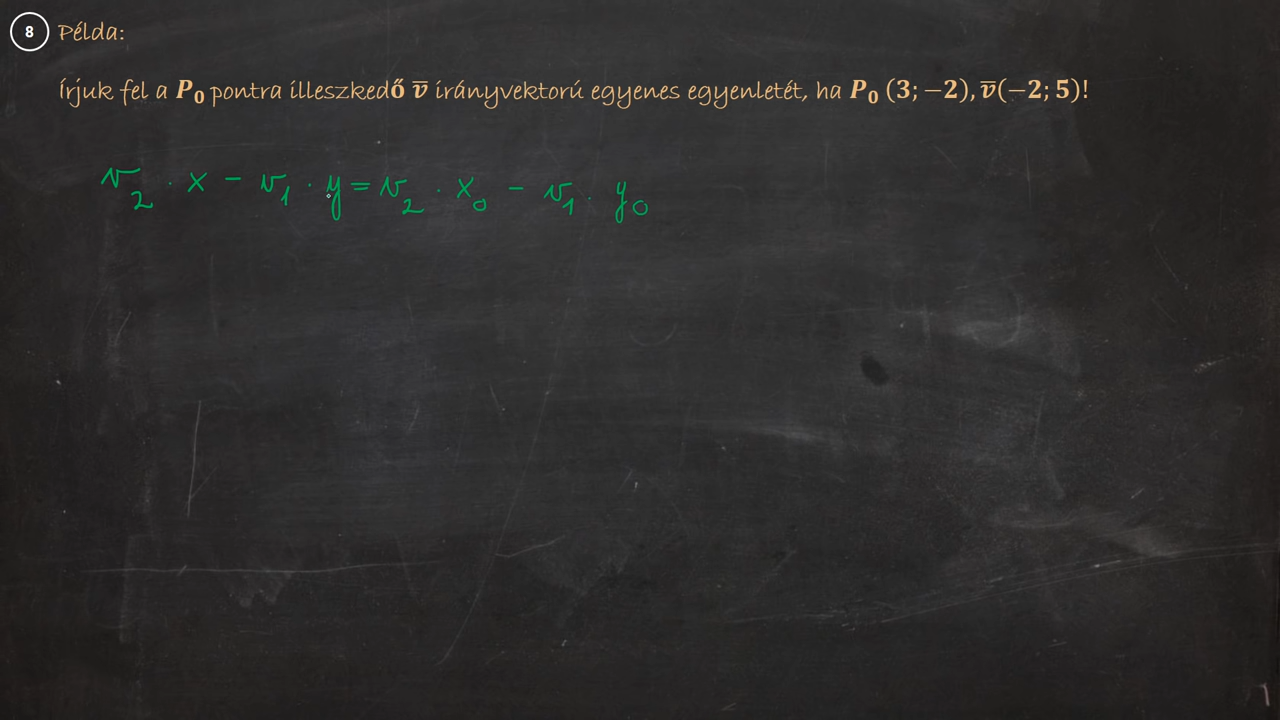 8 Példa:
Írjuk fel a P₀ pontra illeszkedő v̅ irányvektorú egyenes egyenletét, ha P₀ (3; −2), v̅(−2; 5)!
v₂ · x − v₁ · y = v₂ · x₀ − v₁ · y₀